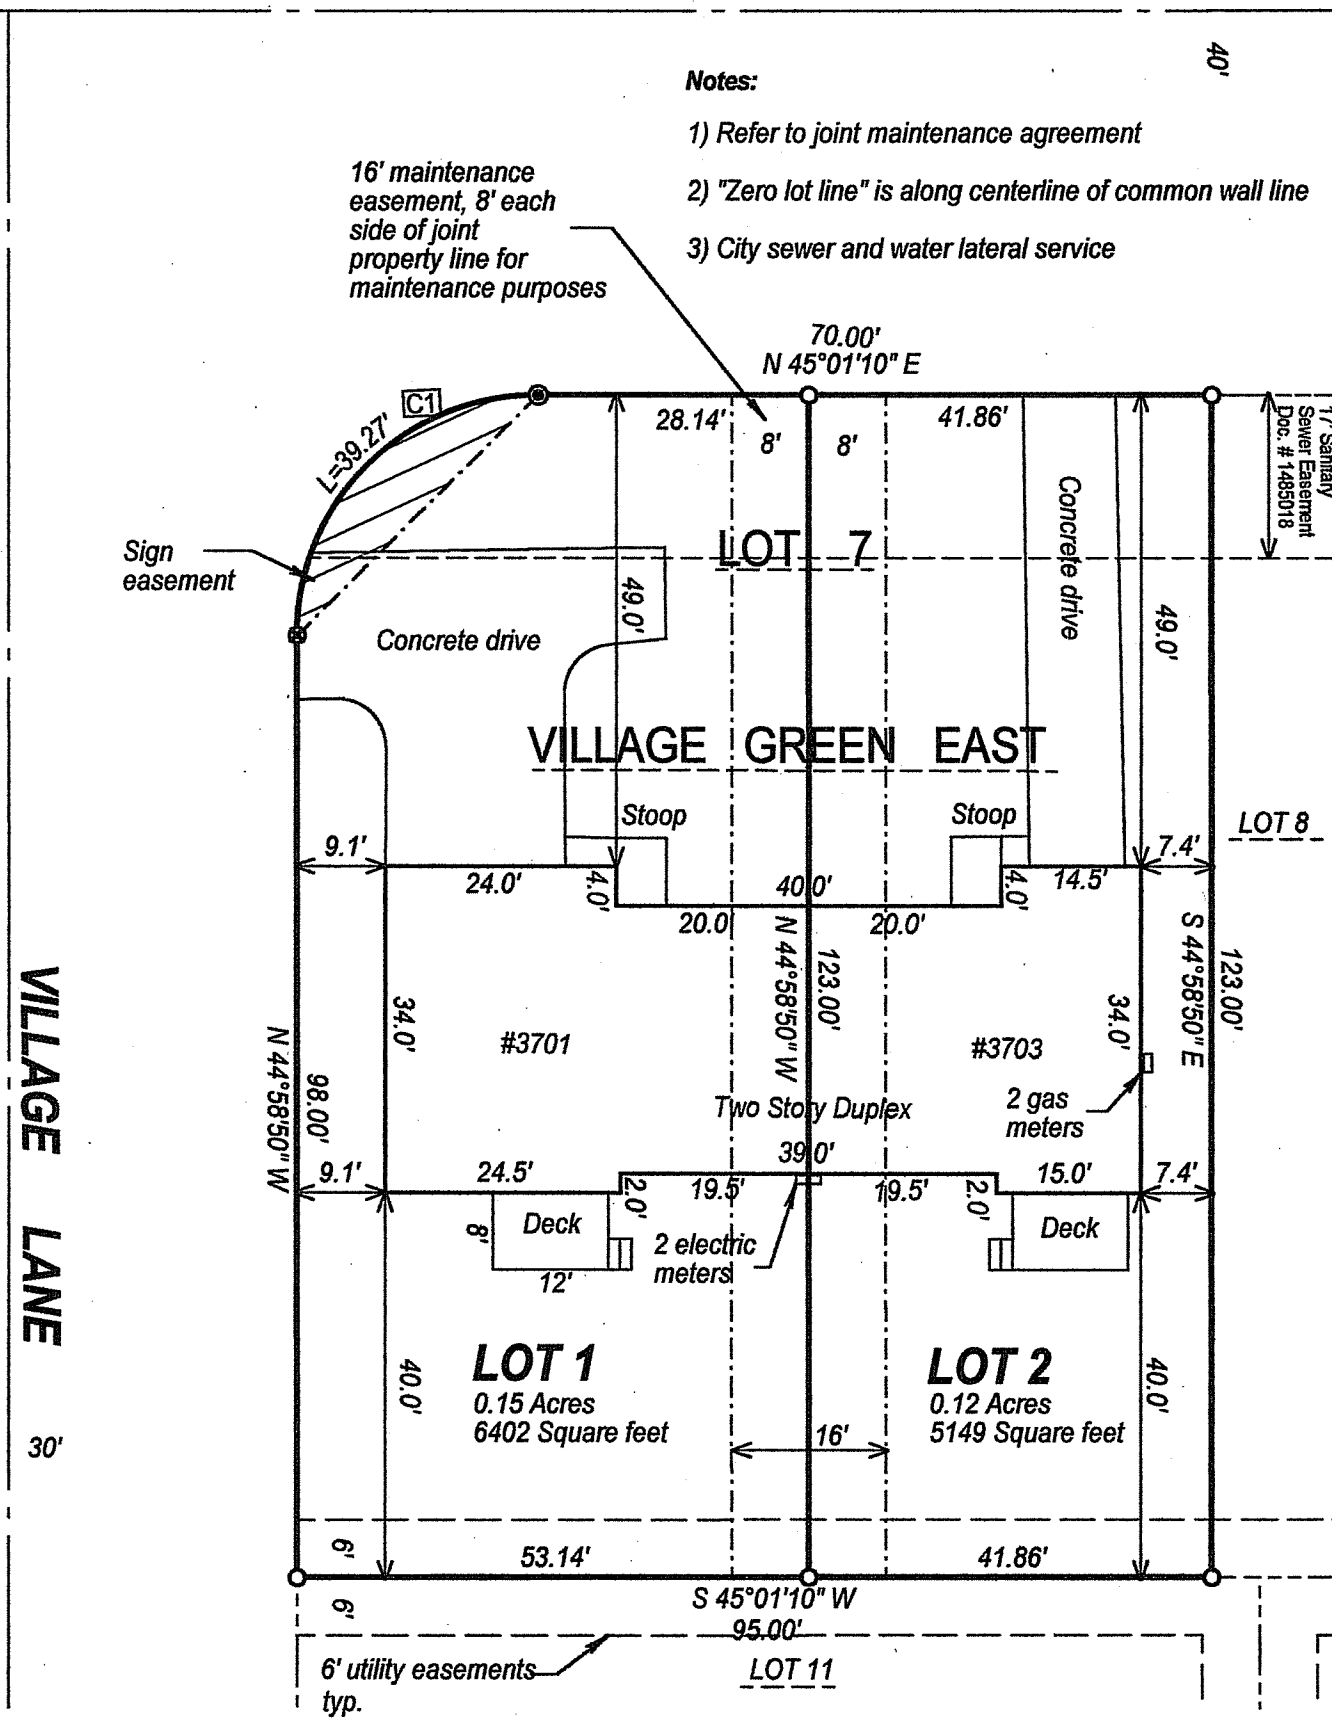 40'
Notes:
1) Refer to joint maintenance agreement
2) "Zero lot line" is along centerline of common wall line
3) City sewer and water lateral service
16' maintenance
easement, 8' each
side of joint
property line for
maintenance purposes
70.00'
N 45°01'10" E
C1
L=39.27'
28.14'
8'
8'
41.86'
17' Sanitary
Sewer Easement
Doc. # 1485018
Concrete drive
LOT 7
Sign
easement
49.0'
49.0'
Concrete drive
VILLAGE GREEN EAST
Stoop
Stoop
LOT 8
9.1'
7.4'
24.0'
4.0'
40.0'
4.0'
14.5'
20.0'
20.0'
N 44°58'50" W
123.00'
S 44°58'50" E
123.00'
34.0'
34.0'
#3701
#3703
VILLAGE LANE
30'
N 44°58'50" W
98.00'
Two Story Duplex
2 gas
meters
39.0'
9.1'
24.5'
2.0'
19.5'
19.5'
2.0'
15.0'
7.4'
8'
Deck
Deck
12'
2 electric
meters
LOT 1
0.15 Acres
6402 Square feet
LOT 2
0.12 Acres
5149 Square feet
40.0'
40.0'
16'
6'
53.14'
41.86'
6'
S 45°01'10" W
95.00'
6' utility easements
typ.
LOT 11